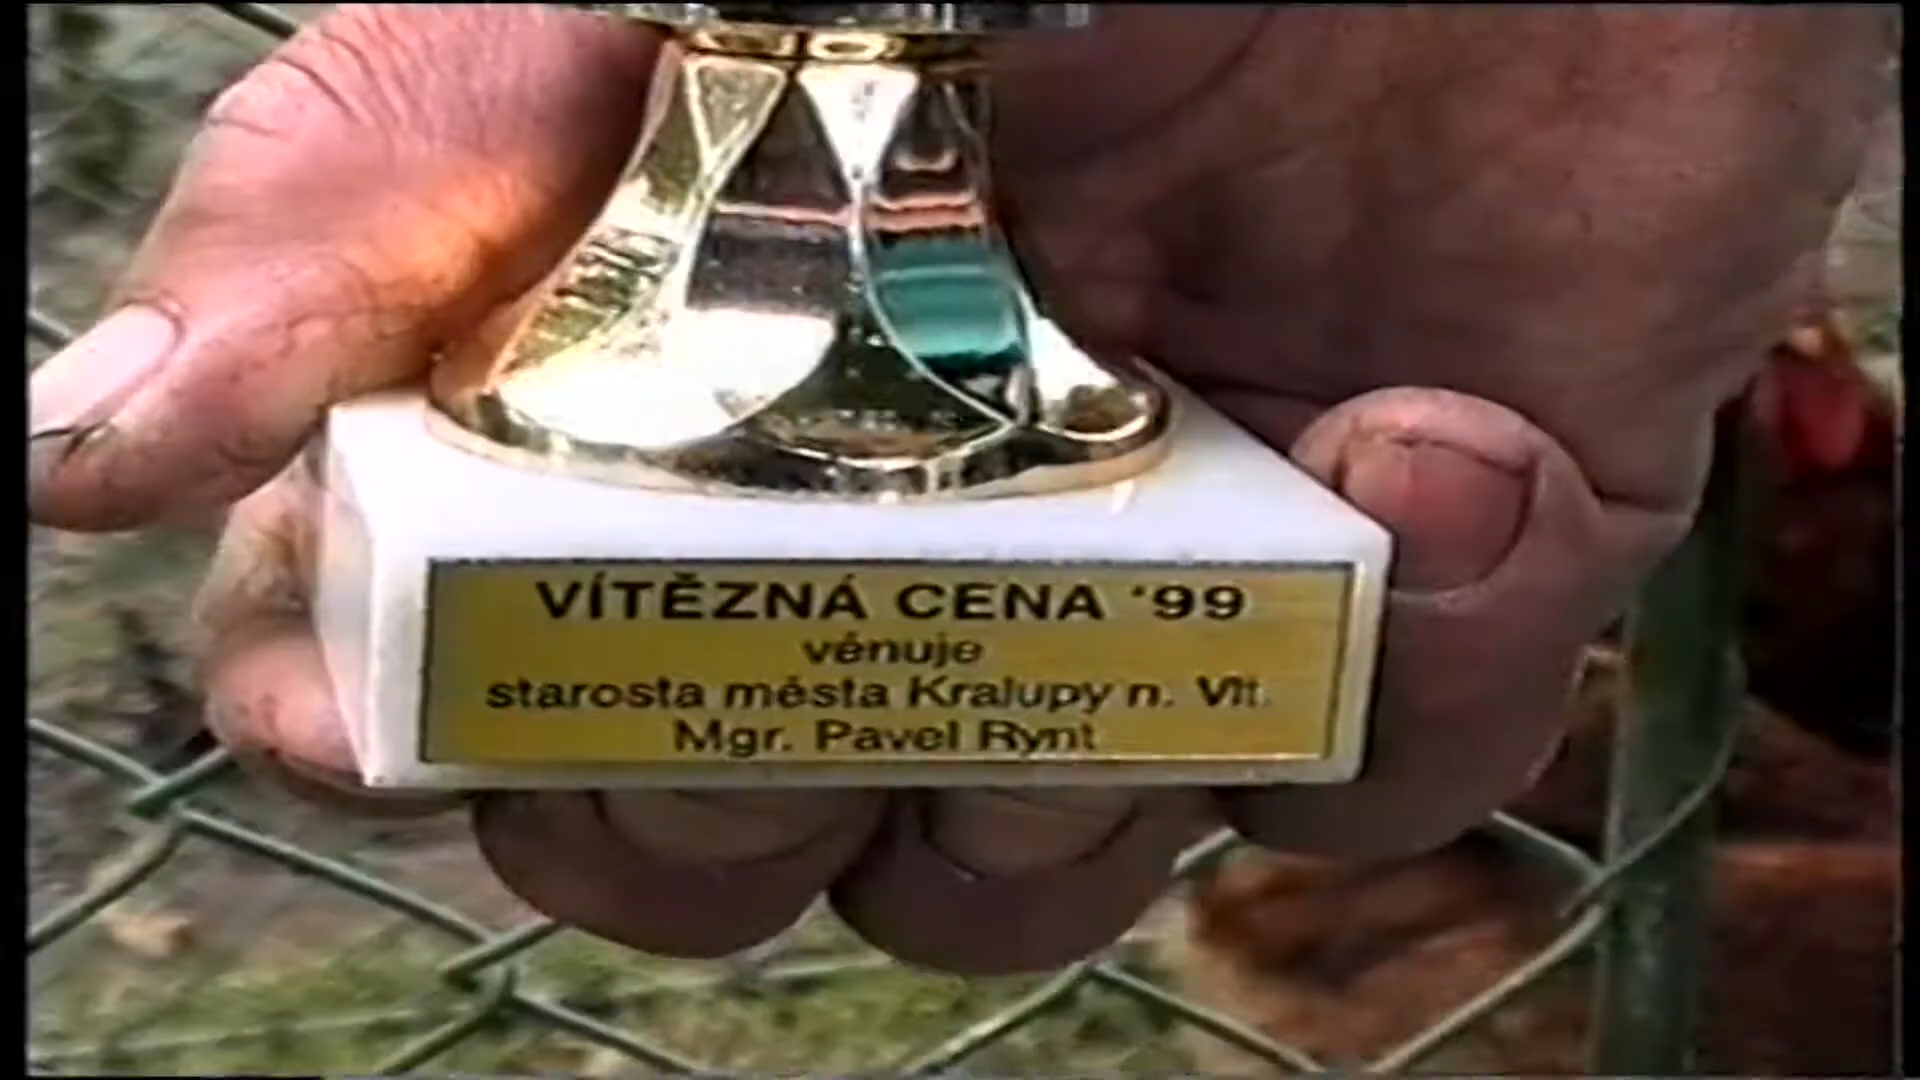 VÍTĚZNÁ CENA '99
věnuje
starosta města Kralupy n. Vlt.
Mgr. Pavel Rynt